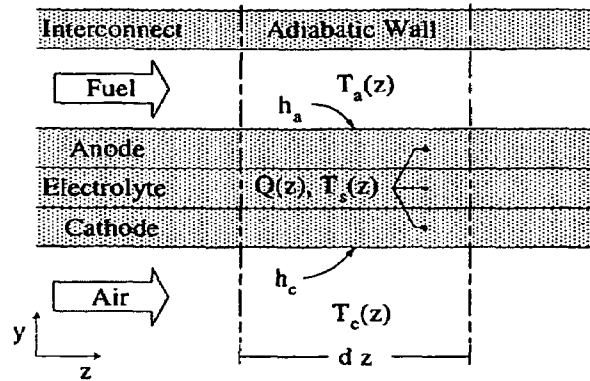 Interconnect Adiabatic Wall
Fuel
T_a(z)
h_a
Anode
Electrolyte Q(z), T_s(z)
Cathode
h_c
Air
T_c(z)
y
z
d z